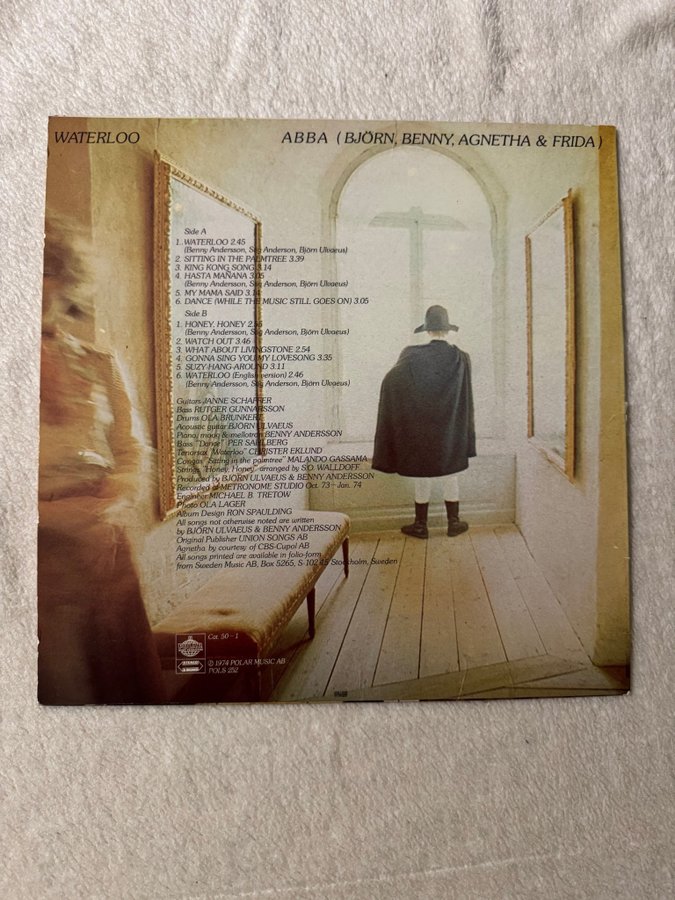 WATERLOO
ABBA (BJÖRN, BENNY, AGNETHA & FRIDA)
Side A
1. WATERLOO 2.45
(Benny Andersson, Stig Anderson, Björn Ulvaeus)
2. SITTING IN THE PALMTREE 3.39
3. KING KONG SONG 3.14
4. HASTA MAÑANA 3.05
(Benny Andersson, Stig Anderson, Björn Ulvaeus)
5. MY MAMA SAID 3.14
6. DANCE (WHILE THE MUSIC STILL GOES ON) 3.05
Side B
1. HONEY, HONEY 2.55
(Benny Andersson, Stig Anderson, Björn Ulvaeus)
2. WATCH OUT 3.46
3. WHAT ABOUT LIVINGSTONE 2.54
4. GONNA SING YOU MY LOVESONG 3.35
5. SUZY-HANG-AROUND 3.11
6. WATERLOO (English version) 2.46
(Benny Andersson, Stig Anderson, Björn Ulvaeus)
Guitars JANNE SCHAFFER
Bass RUTGER GUNNARSSON
Drums OLA BRUNKERT
Acoustic guitar BJÖRN ULVAEUS
Piano, moog & mellotron BENNY ANDERSSON
Bass "Dance" PER SAHLBERG
Tenorsax "Waterloo" CHRISTER EKLUND
Congas "Sitting in the palmtree" MALANDO GASSAMA
Strings "Honey, Honey" arranged by S.O. WALLDOFF
Produced by BJÖRN ULVAEUS & BENNY ANDERSSON
Recorded at METRONOME STUDIO Oct. 73–Jan. 74
Engineer MICHAEL B. TRETOW
Photo OLA LAGER
Album Design RON SPAULDING
All songs not otherwise noted are written
by BJÖRN ULVAEUS & BENNY ANDERSSON
Original Publisher UNION SONGS AB
Agnetha by courtesy of CBS-Cupol AB
All songs printed are available in folio-form
from Sweden Music AB, Box 5265, S-102 45 Stockholm, Sweden
Cat. 50–1
STEREO
℗ 1974 POLAR MUSIC AB
POLS 252